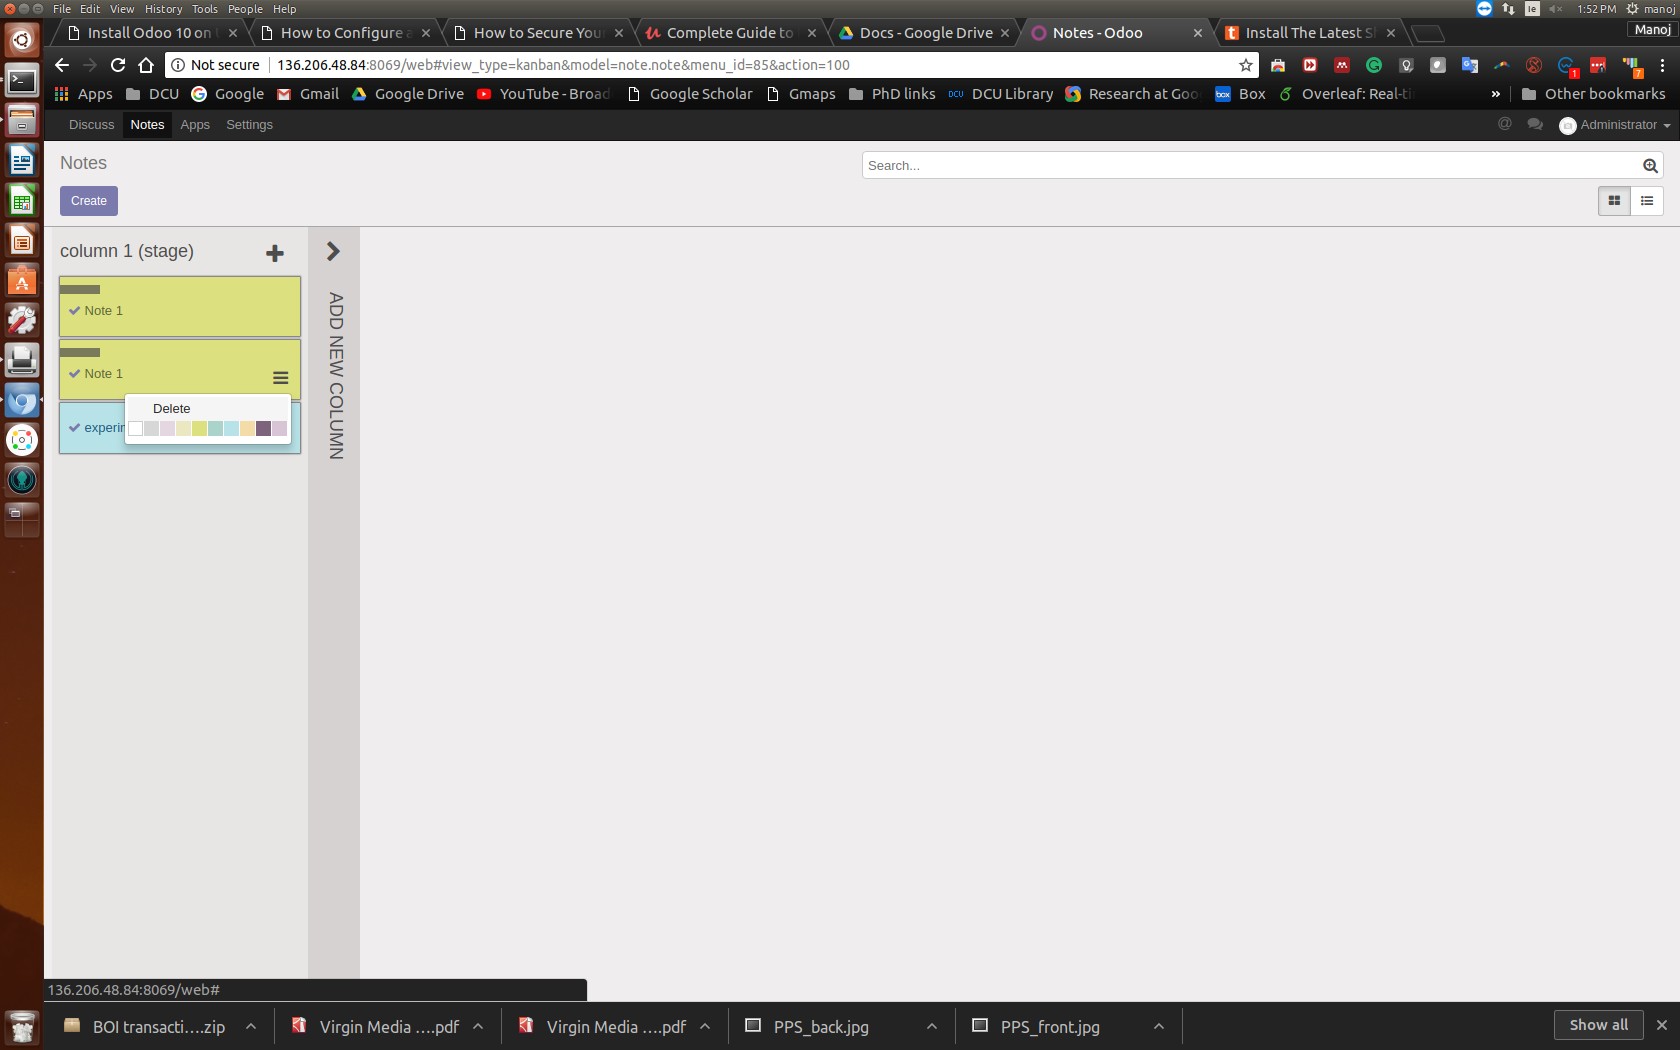 File Edit View History Tools People Help
1:52 PM manoj
Install Odoo 10 on
How to Configure a
How to Secure You
Complete Guide to
Docs - Google Drive
Notes - Odoo
Install The Latest
Manoj
Not secure 136.206.48.84:8069/web#view_type=kanban&model=note.note&menu_id=85&action=100
Apps DCU Google Gmail Google Drive YouTube - Broad Google Scholar Gmaps PhD links DCU Library Research at Goo Box Overleaf: Real-ti » Other bookmarks
Discuss Notes Apps Settings @ Administrator
Notes
Search...
Create
column 1 (stage)
Note 1
Note 1
Delete
experim
ADD NEW COLUMN
136.206.48.84:8069/web#
BOI transacti....zip
Virgin Media ....pdf
Virgin Media ....pdf
PPS_back.jpg
PPS_front.jpg
Show all